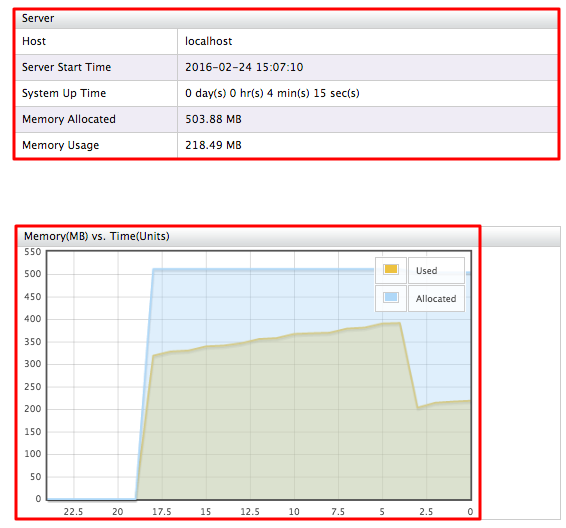 Server
Host localhost
Server Start Time 2016-02-24 15:07:10
System Up Time 0 day(s) 0 hr(s) 4 min(s) 15 sec(s)
Memory Allocated 503.88 MB
Memory Usage 218.49 MB
Memory(MB) vs. Time(Units)
550
500
450
400
350
300
250
200
150
100
50
0
Used
Allocated
22.5 20 17.5 15 12.5 10 7.5 5 2.5 0